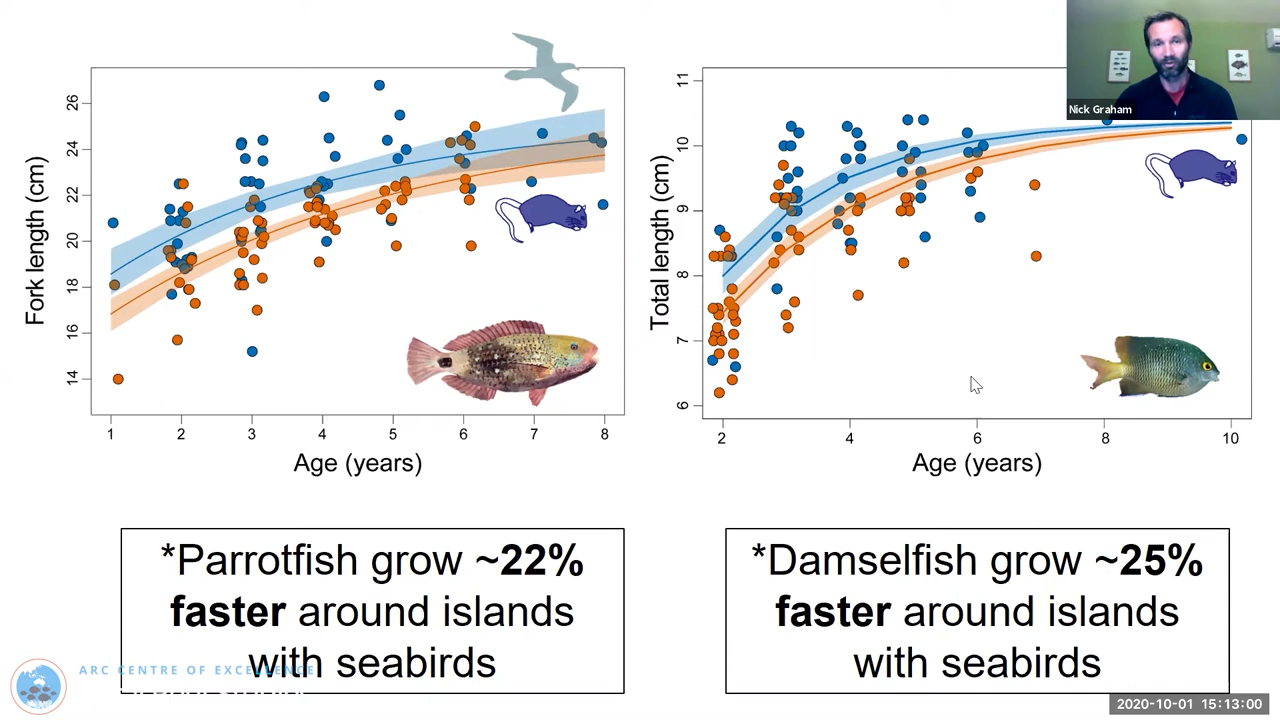 Nick Graham
26
24
22
20
18
16
14
Fork length (cm)
1 2 3 4 5 6 7 8
Age (years)
11
10
9
8
7
6
Total length (cm)
2 4 6 8 10
Age (years)
*Parrotfish grow ~22%
faster around islands
with seabirds
*Damselfish grow ~25%
faster around islands
with seabirds
ARC CENTRE OF EXCELLENCE
2020-10-01 15:13:00